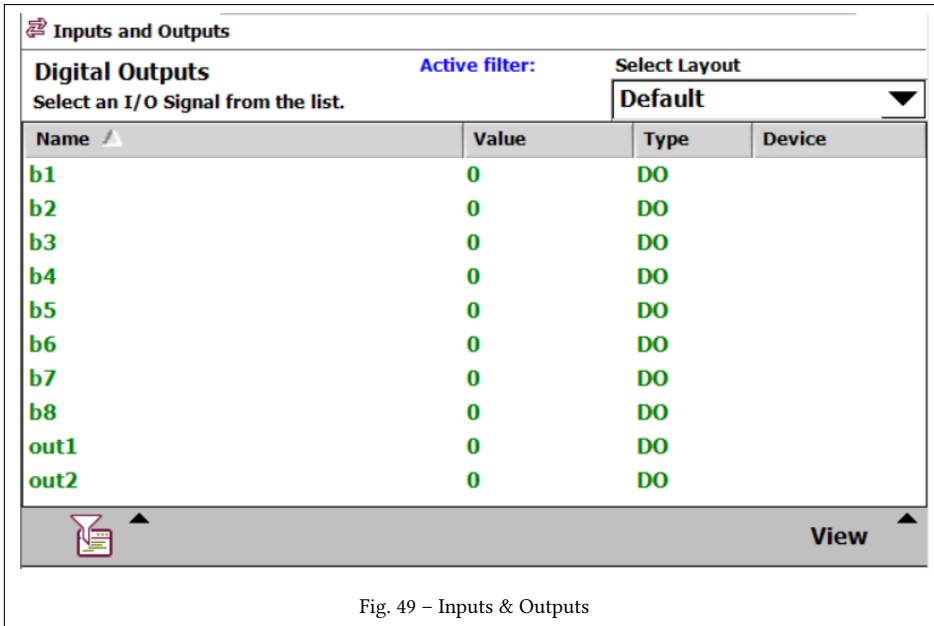 Inputs and Outputs
Digital Outputs
Active filter:
Select Layout
Select an I/O Signal from the list.
Default
Name Value Type Device
b1 0 DO
b2 0 DO
b3 0 DO
b4 0 DO
b5 0 DO
b6 0 DO
b7 0 DO
b8 0 DO
out1 0 DO
out2 0 DO
View
Fig. 49 – Inputs & Outputs